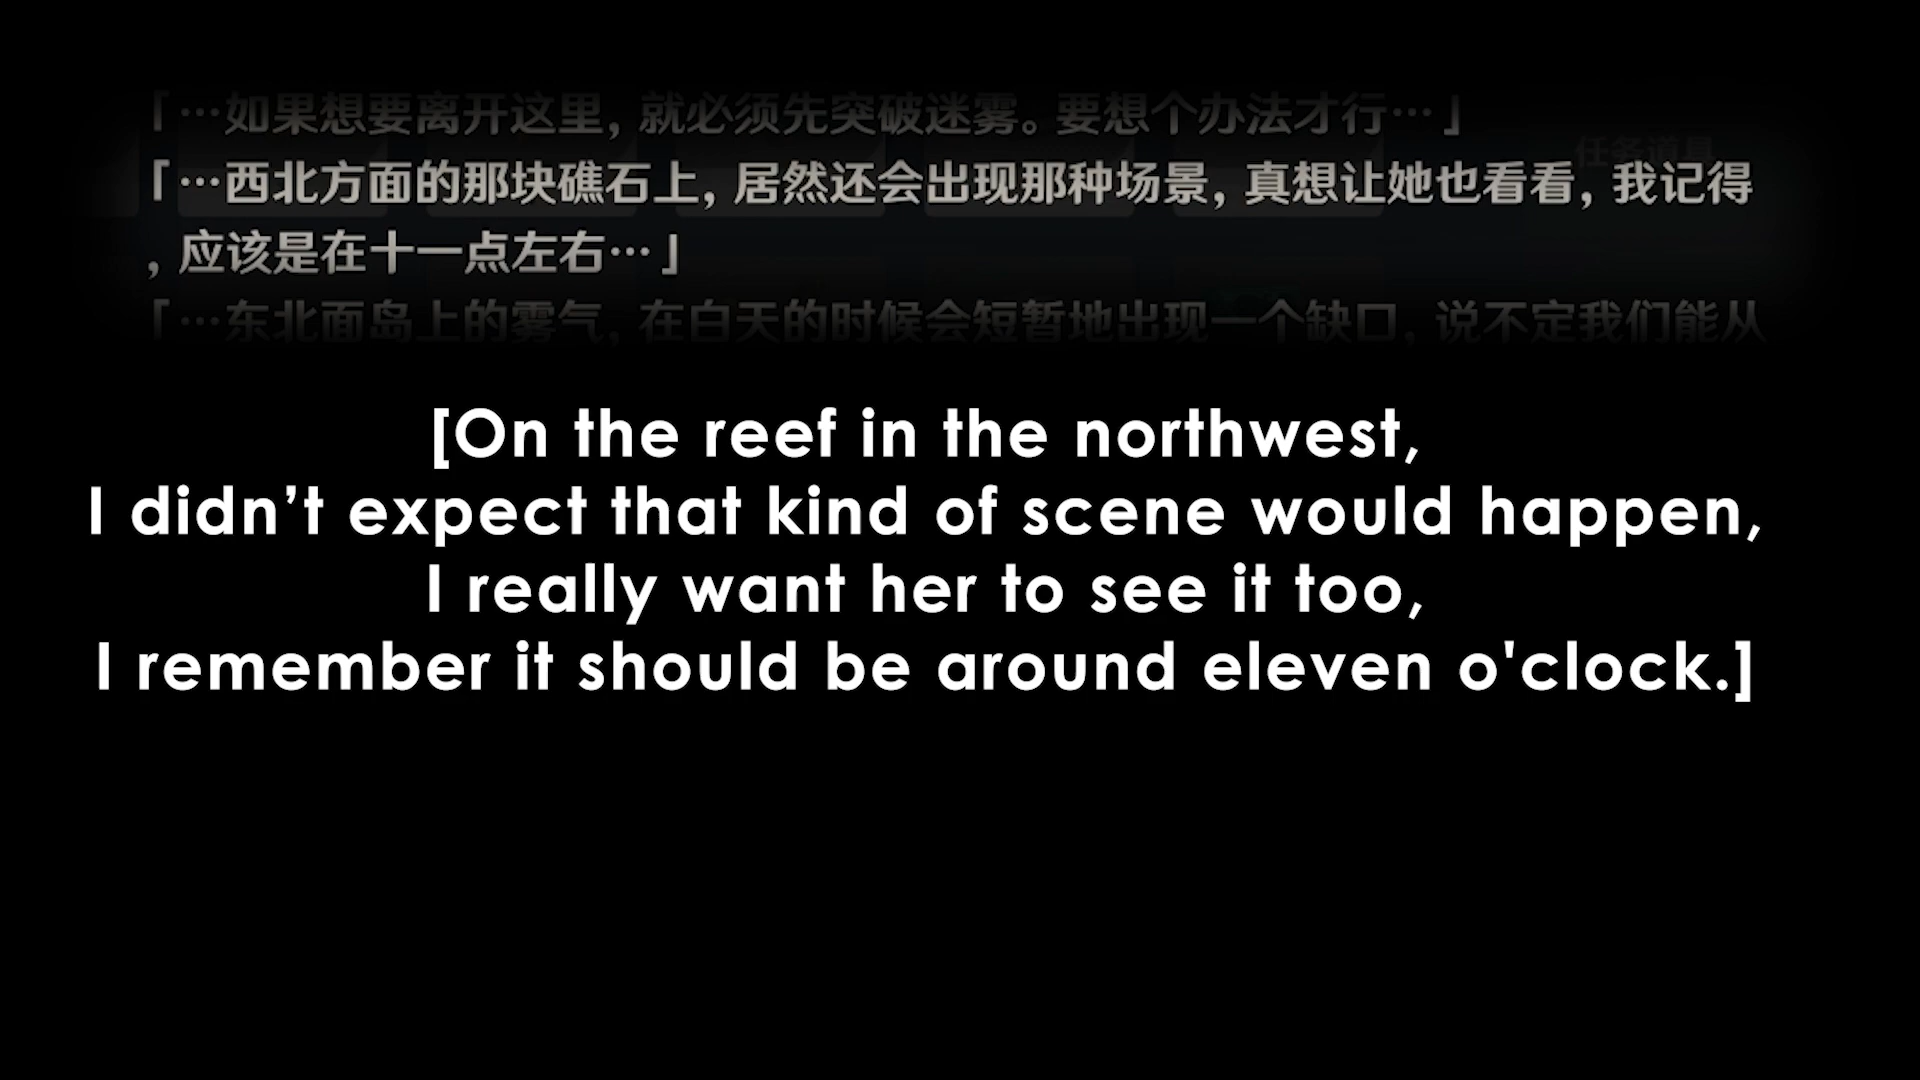 「…如果想要离开这里，就必须先突破迷雾。要想个办法才行…」
任务道具
「…西北方面的那块礁石上，居然还会出现那种场景，真想让她也看看，我记得
，应该是在十一点左右…」
「…东北面岛上的雾气，在白天的时候会短暂地出现一个缺口，说不定我们能从
[On the reef in the northwest,
I didn’t expect that kind of scene would happen,
I really want her to see it too,
I remember it should be around eleven o'clock.]